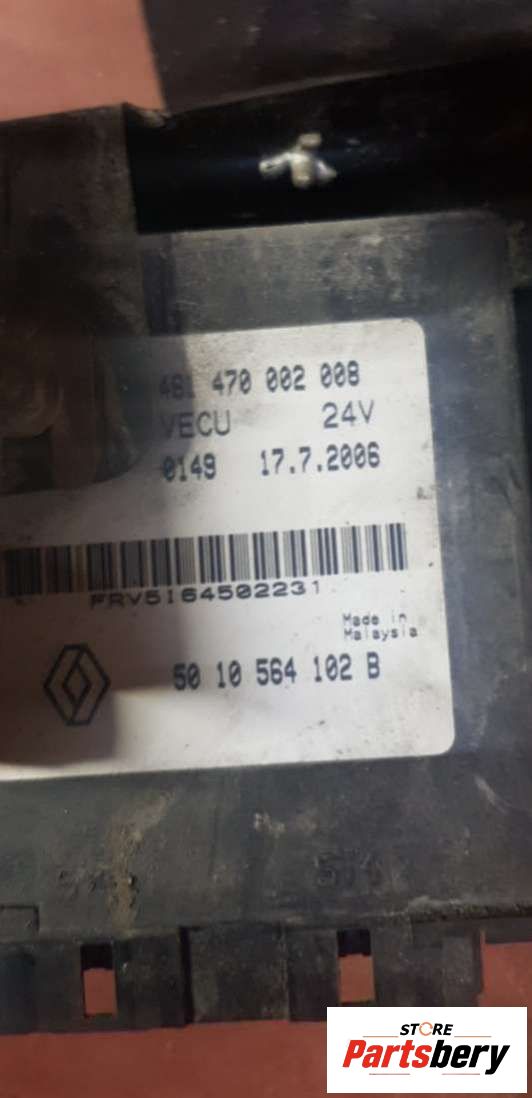 481 470 002 008
VECU 24V
0149 17.7.2006
FRV5164502231
Made in
Malaysia
50 10 564 102 B
STORE
Partsbery